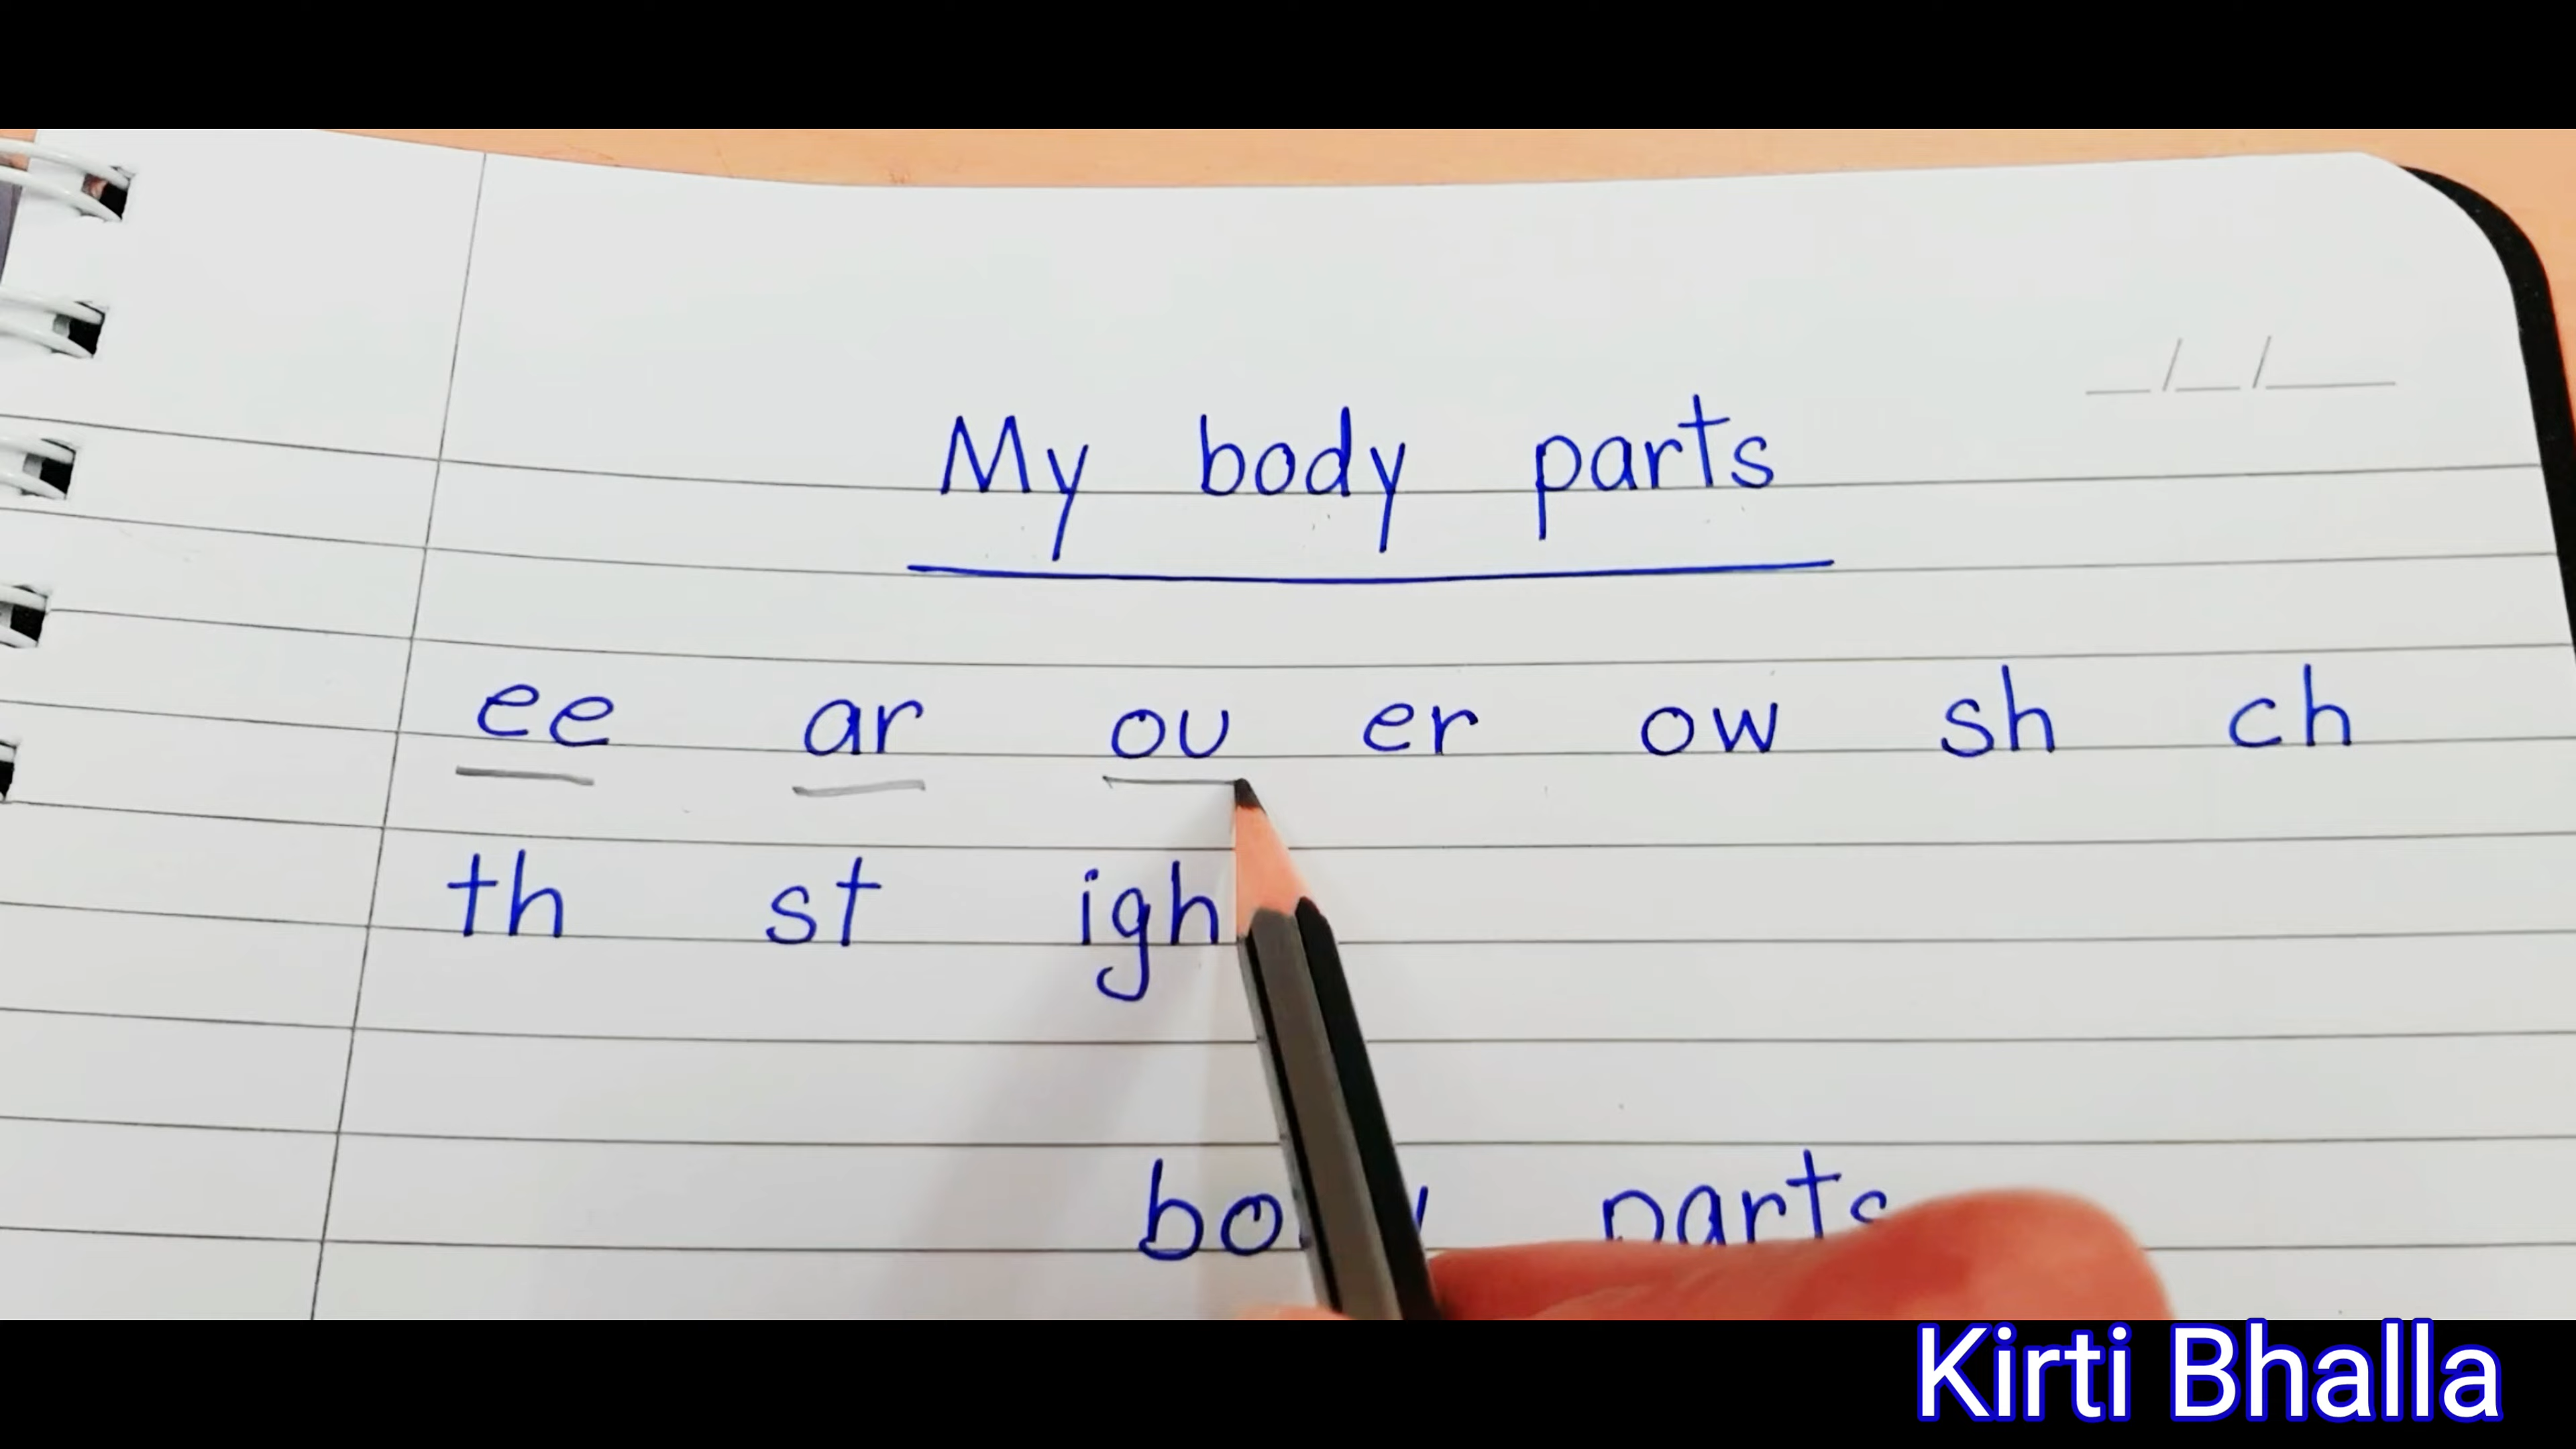 My body parts
ee ar ou er ow sh ch
th st igh
parts
Kirti Bhalla